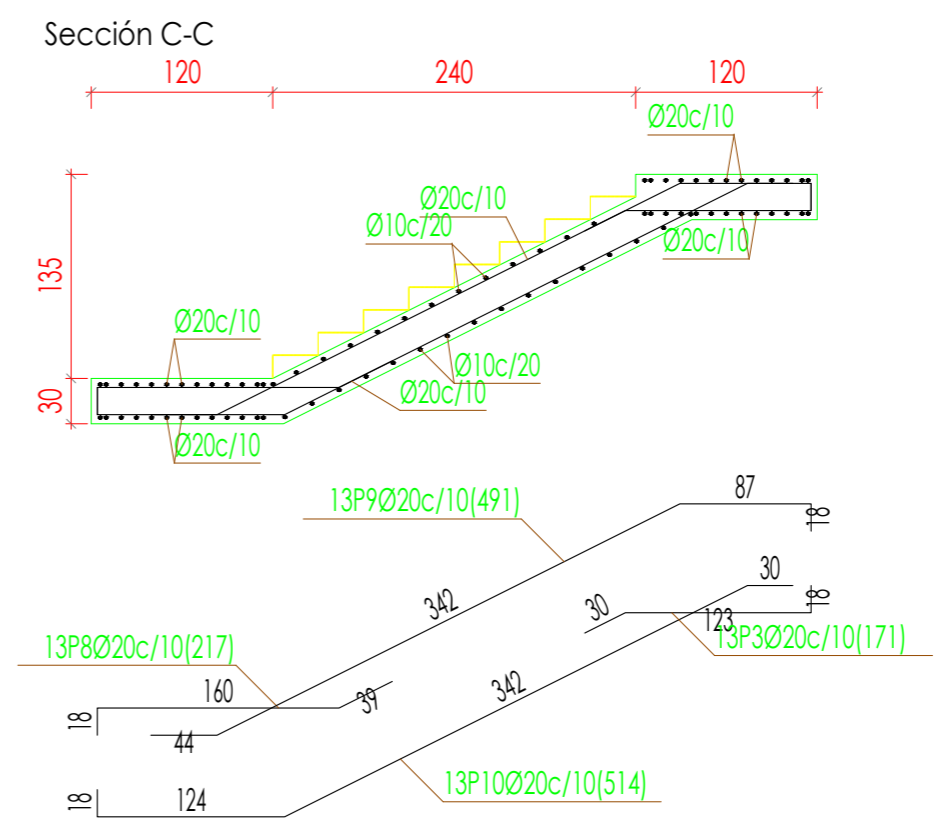 Sección C-C
120
240
120
Ø20c/10
Ø20c/10
Ø10c/20
Ø20c/10
135
Ø20c/10
Ø10c/20
Ø20c/10
30
Ø20c/10
87
13P9Ø20c/10(491)
18
30
342
30
18
123
13P3Ø20c/10(171)
13P8Ø20c/10(217)
342
160
39
18
44
13P10Ø20c/10(514)
18
124